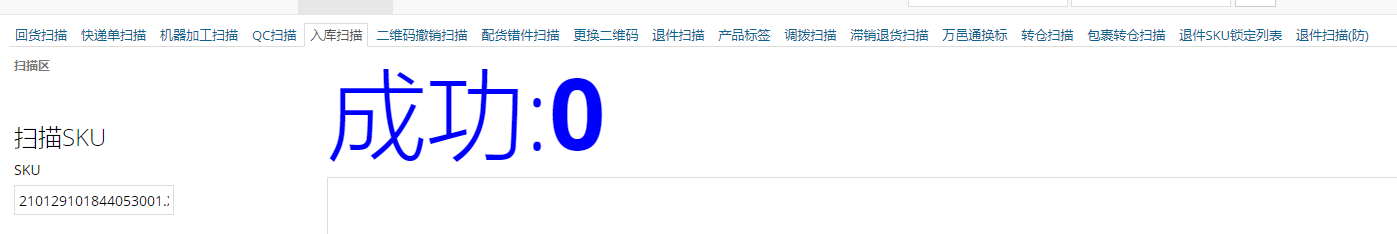 回货扫描 快递单扫描 机器加工扫描 QC扫描 入库扫描 二维码撤销扫描 配货错件扫描 更换二维码 退件扫描 产品标签 调拨扫描 滞销退货扫描 万邑通换标 转仓扫描 包裹转仓扫描 退件SKU锁定列表 退件扫描(防)
扫描区
成功:0
扫描SKU
SKU
210129101844053001.